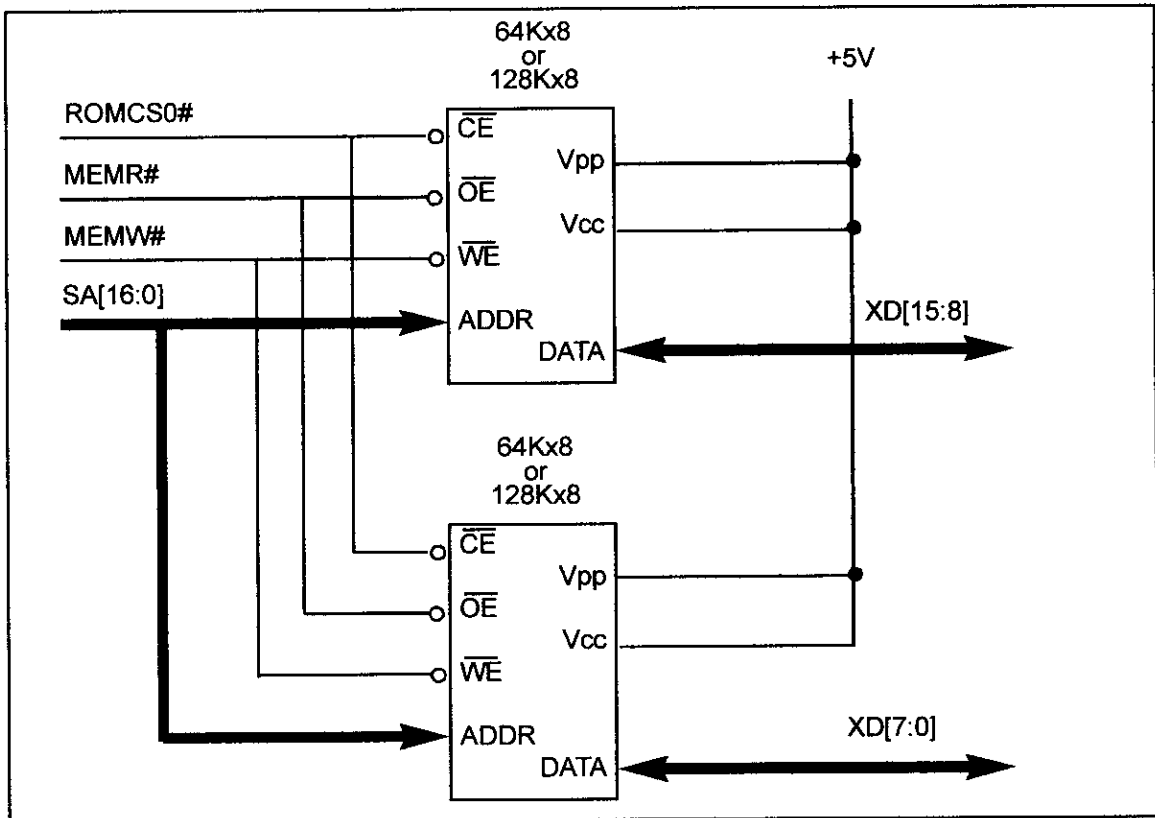 64Kx8
or
128Kx8
+5V
ROMCS0#
MEMR#
MEMW#
SA[16:0]
CE
OE
WE
ADDR
Vpp
Vcc
DATA
XD[15:8]
64Kx8
or
128Kx8
CE
OE
WE
ADDR
Vpp
Vcc
DATA
XD[7:0]